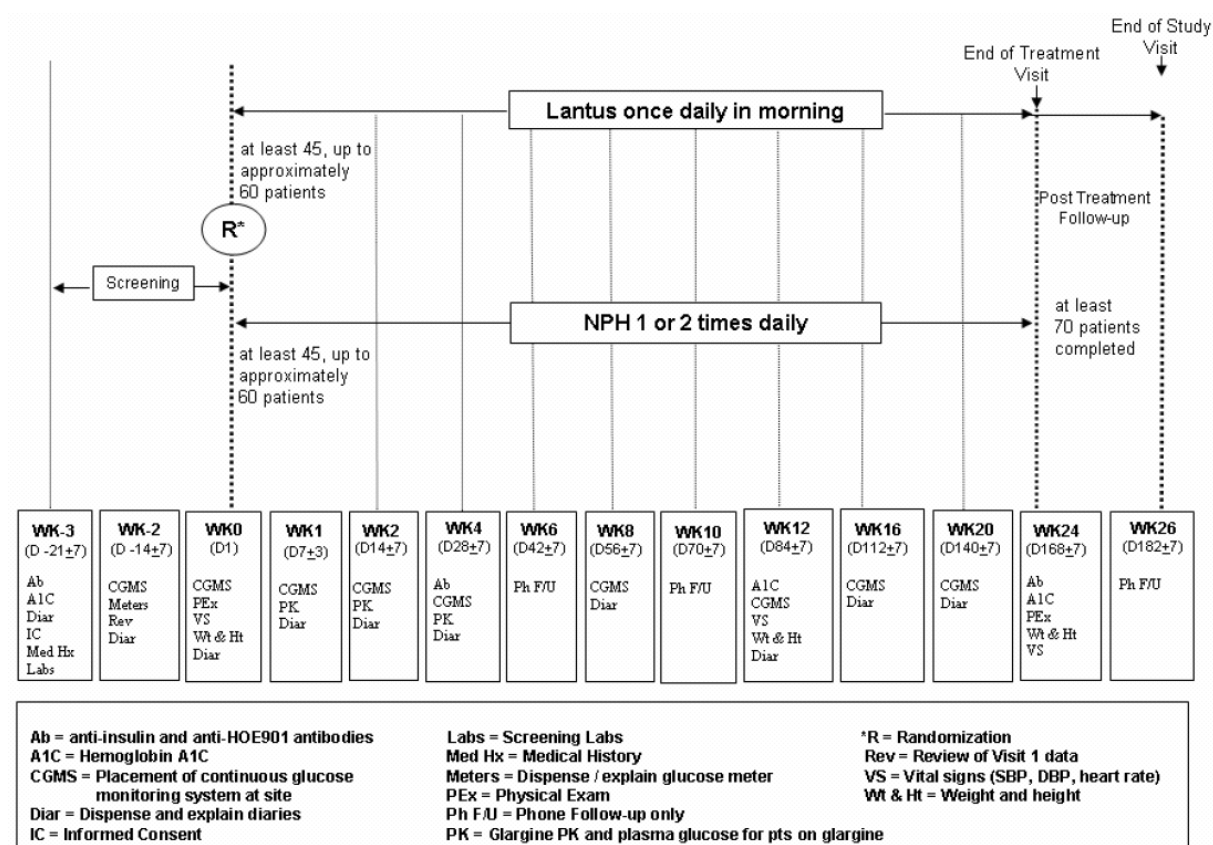 End of Study
Visit
End of Treatment
Visit
Lantus once daily in morning
at least 45, up to
approximately
60 patients
Post Treatment
Follow-up
R*
Screening
NPH 1 or 2 times daily
at least
70 patients
completed
at least 45, up to
approximately
60 patients
WK-3
(D -21±7)
Ab
A1C
Diar
IC
Med Hx
Labs
WK-2
(D -14±7)
CGMS
Meters
Rev
Diar
WK0
(D1)
CGMS
PEx
VS
Wt & Ht
Diar
WK1
(D7±3)
CGMS
PK
Diar
WK2
(D14±7)
CGMS
PK
Diar
WK4
(D28±7)
Ab
CGMS
PK
Diar
WK6
(D42±7)
Ph F/U
WK8
(D56±7)
CGMS
Diar
WK10
(D70±7)
Ph F/U
WK12
(D84±7)
A1C
CGMS
VS
Wt & Ht
Diar
WK16
(D112±7)
CGMS
Diar
WK20
(D140±7)
CGMS
Diar
WK24
(D168±7)
Ab
A1C
PEx
Wt & Ht
VS
WK26
(D182±7)
Ph F/U
Ab = anti-insulin and anti-HOE901 antibodies
A1C = Hemoglobin A1C
CGMS = Placement of continuous glucose
monitoring system at site
Diar = Dispense and explain diaries
IC = Informed Consent
Labs = Screening Labs
Med Hx = Medical History
Meters = Dispense / explain glucose meter
PEx = Physical Exam
Ph F/U = Phone Follow-up only
PK = Glargine PK and plasma glucose for pts on glargine
*R = Randomization
Rev = Review of Visit 1 data
VS = Vital signs (SBP, DBP, heart rate)
Wt & Ht = Weight and height